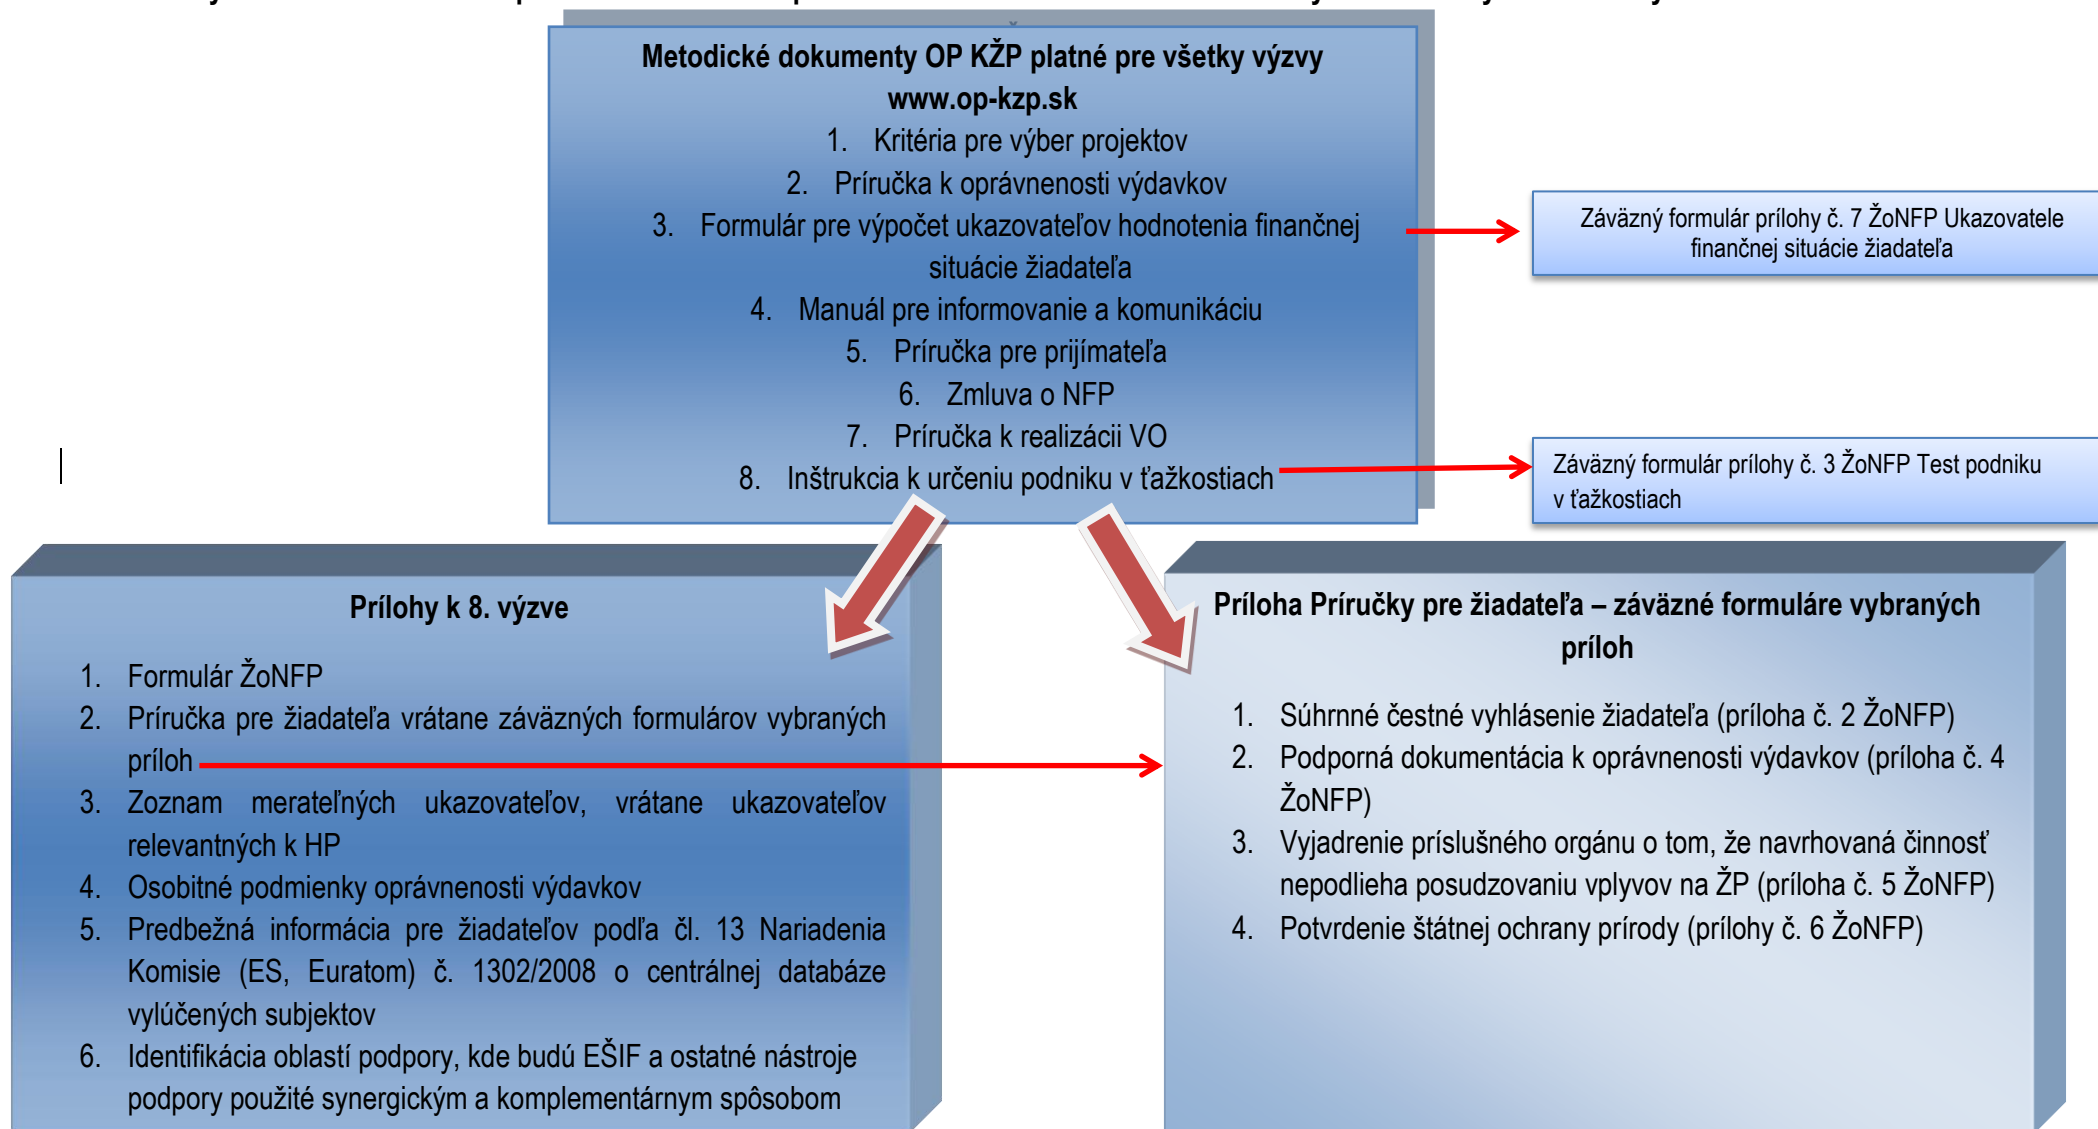 Metodické dokumenty OP KŽP platné pre všetky výzvy
www.op-kzp.sk
1. Kritéria pre výber projektov
2. Príručka k oprávnenosti výdavkov
3. Formulár pre výpočet ukazovateľov hodnotenia finančnej
situácie žiadateľa
4. Manuál pre informovanie a komunikáciu
5. Príručka pre prijímateľa
6. Zmluva o NFP
7. Príručka k realizácii VO
8. Inštrukcia k určeniu podniku v ťažkostiach
Záväzný formulár prílohy č. 7 ŽoNFP Ukazovatele
finančnej situácie žiadateľa
Záväzný formulár prílohy č. 3 ŽoNFP Test podniku
v ťažkostiach
Prílohy k 8. výzve
1. Formulár ŽoNFP
2. Príručka pre žiadateľa vrátane záväzných formulárov vybraných
príloh
3. Zoznam merateľných ukazovateľov, vrátane ukazovateľov
relevantných k HP
4. Osobitné podmienky oprávnenosti výdavkov
5. Predbežná informácia pre žiadateľov podľa čl. 13 Nariadenia
Komisie (ES, Euratom) č. 1302/2008 o centrálnej databáze
vylúčených subjektov
6. Identifikácia oblastí podpory, kde budú EŠIF a ostatné nástroje
podpory použité synergickým a komplementárnym spôsobom
Príloha Príručky pre žiadateľa – záväzné formuláre vybraných
príloh
1. Súhrnné čestné vyhlásenie žiadateľa (príloha č. 2 ŽoNFP)
2. Podporná dokumentácia k oprávnenosti výdavkov (príloha č. 4
ŽoNFP)
3. Vyjadrenie príslušného orgánu o tom, že navrhovaná činnosť
nepodlieha posudzovaniu vplyvov na ŽP (príloha č. 5 ŽoNFP)
4. Potvrdenie štátnej ochrany prírody (prílohy č. 6 ŽoNFP)